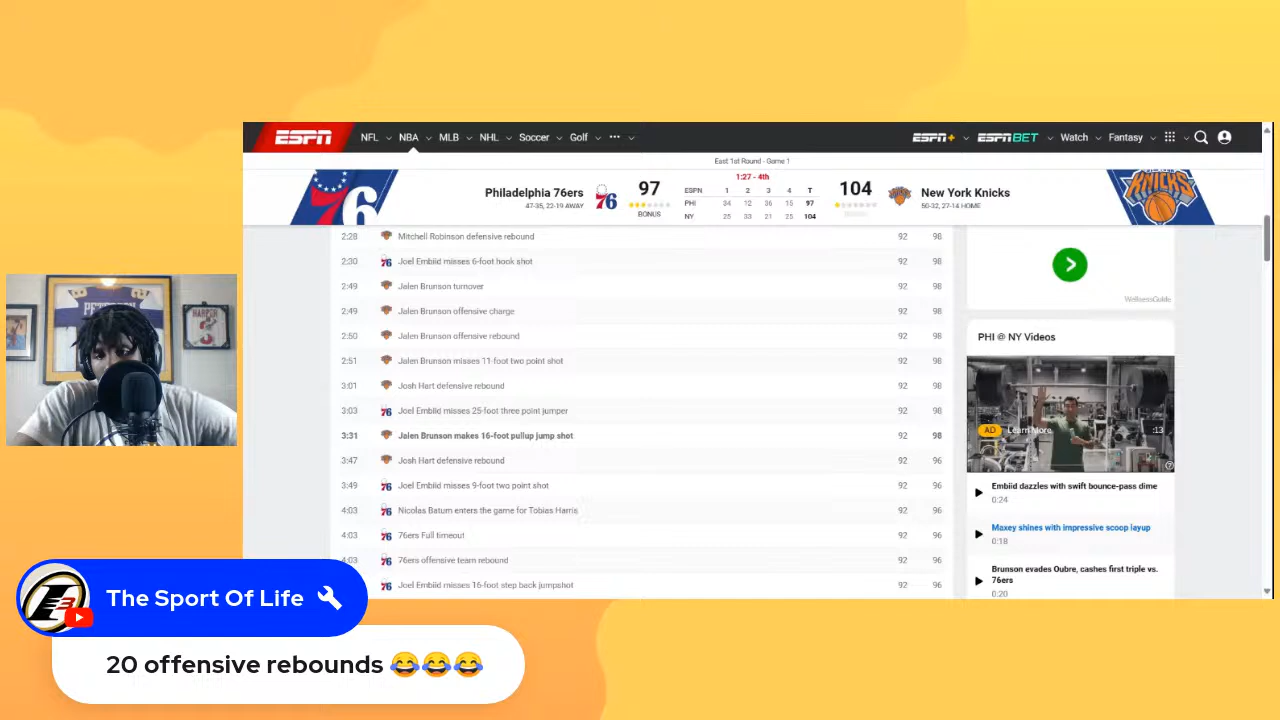 ESPN NFL NBA MLB NHL Soccer Golf ESPN+ ESPNBET Watch Fantasy
East 1st Round - Game 1
1:27 - 4th
Philadelphia 76ers 97 104 New York Knicks
47-35, 22-19 AWAY 50-32, 27-14 HOME
BONUS
ESPN 1 2 3 4 T
PHI 34 12 36 15 97
NY 25 33 21 25 104
76
KNICKS
2:28 Mitchell Robinson defensive rebound 92 98
2:30 Joel Embiid misses 6-foot hook shot 92 98
2:49 Jalen Brunson turnover 92 98
2:49 Jalen Brunson offensive charge 92 98
2:50 Jalen Brunson offensive rebound 92 98
2:51 Jalen Brunson misses 11-foot two point shot 92 98
3:01 Josh Hart defensive rebound 92 98
3:03 Joel Embiid misses 25-foot three point jumper 92 98
3:31 Jalen Brunson makes 16-foot pullup jump shot 92 98
3:47 Josh Hart defensive rebound 92 96
3:49 Joel Embiid misses 9-foot two point shot 92 96
4:03 Nicolas Batum enters the game for Tobias Harris 92 96
4:03 76ers Full timeout 92 96
4:03 76ers offensive team rebound 92 96
Joel Embiid misses 16-foot step back jumpshot 92 96
WellnessGuide
PHI @ NY Videos
AD Learn More :13
Embiid dazzles with swift bounce-pass dime
0:24
Maxey shines with impressive scoop layup
0:18
Brunson evades Oubre, cashes first triple vs.
76ers
0:20
PETERSON
HARPER
3
The Sport Of Life
20 offensive rebounds 😂😂😂